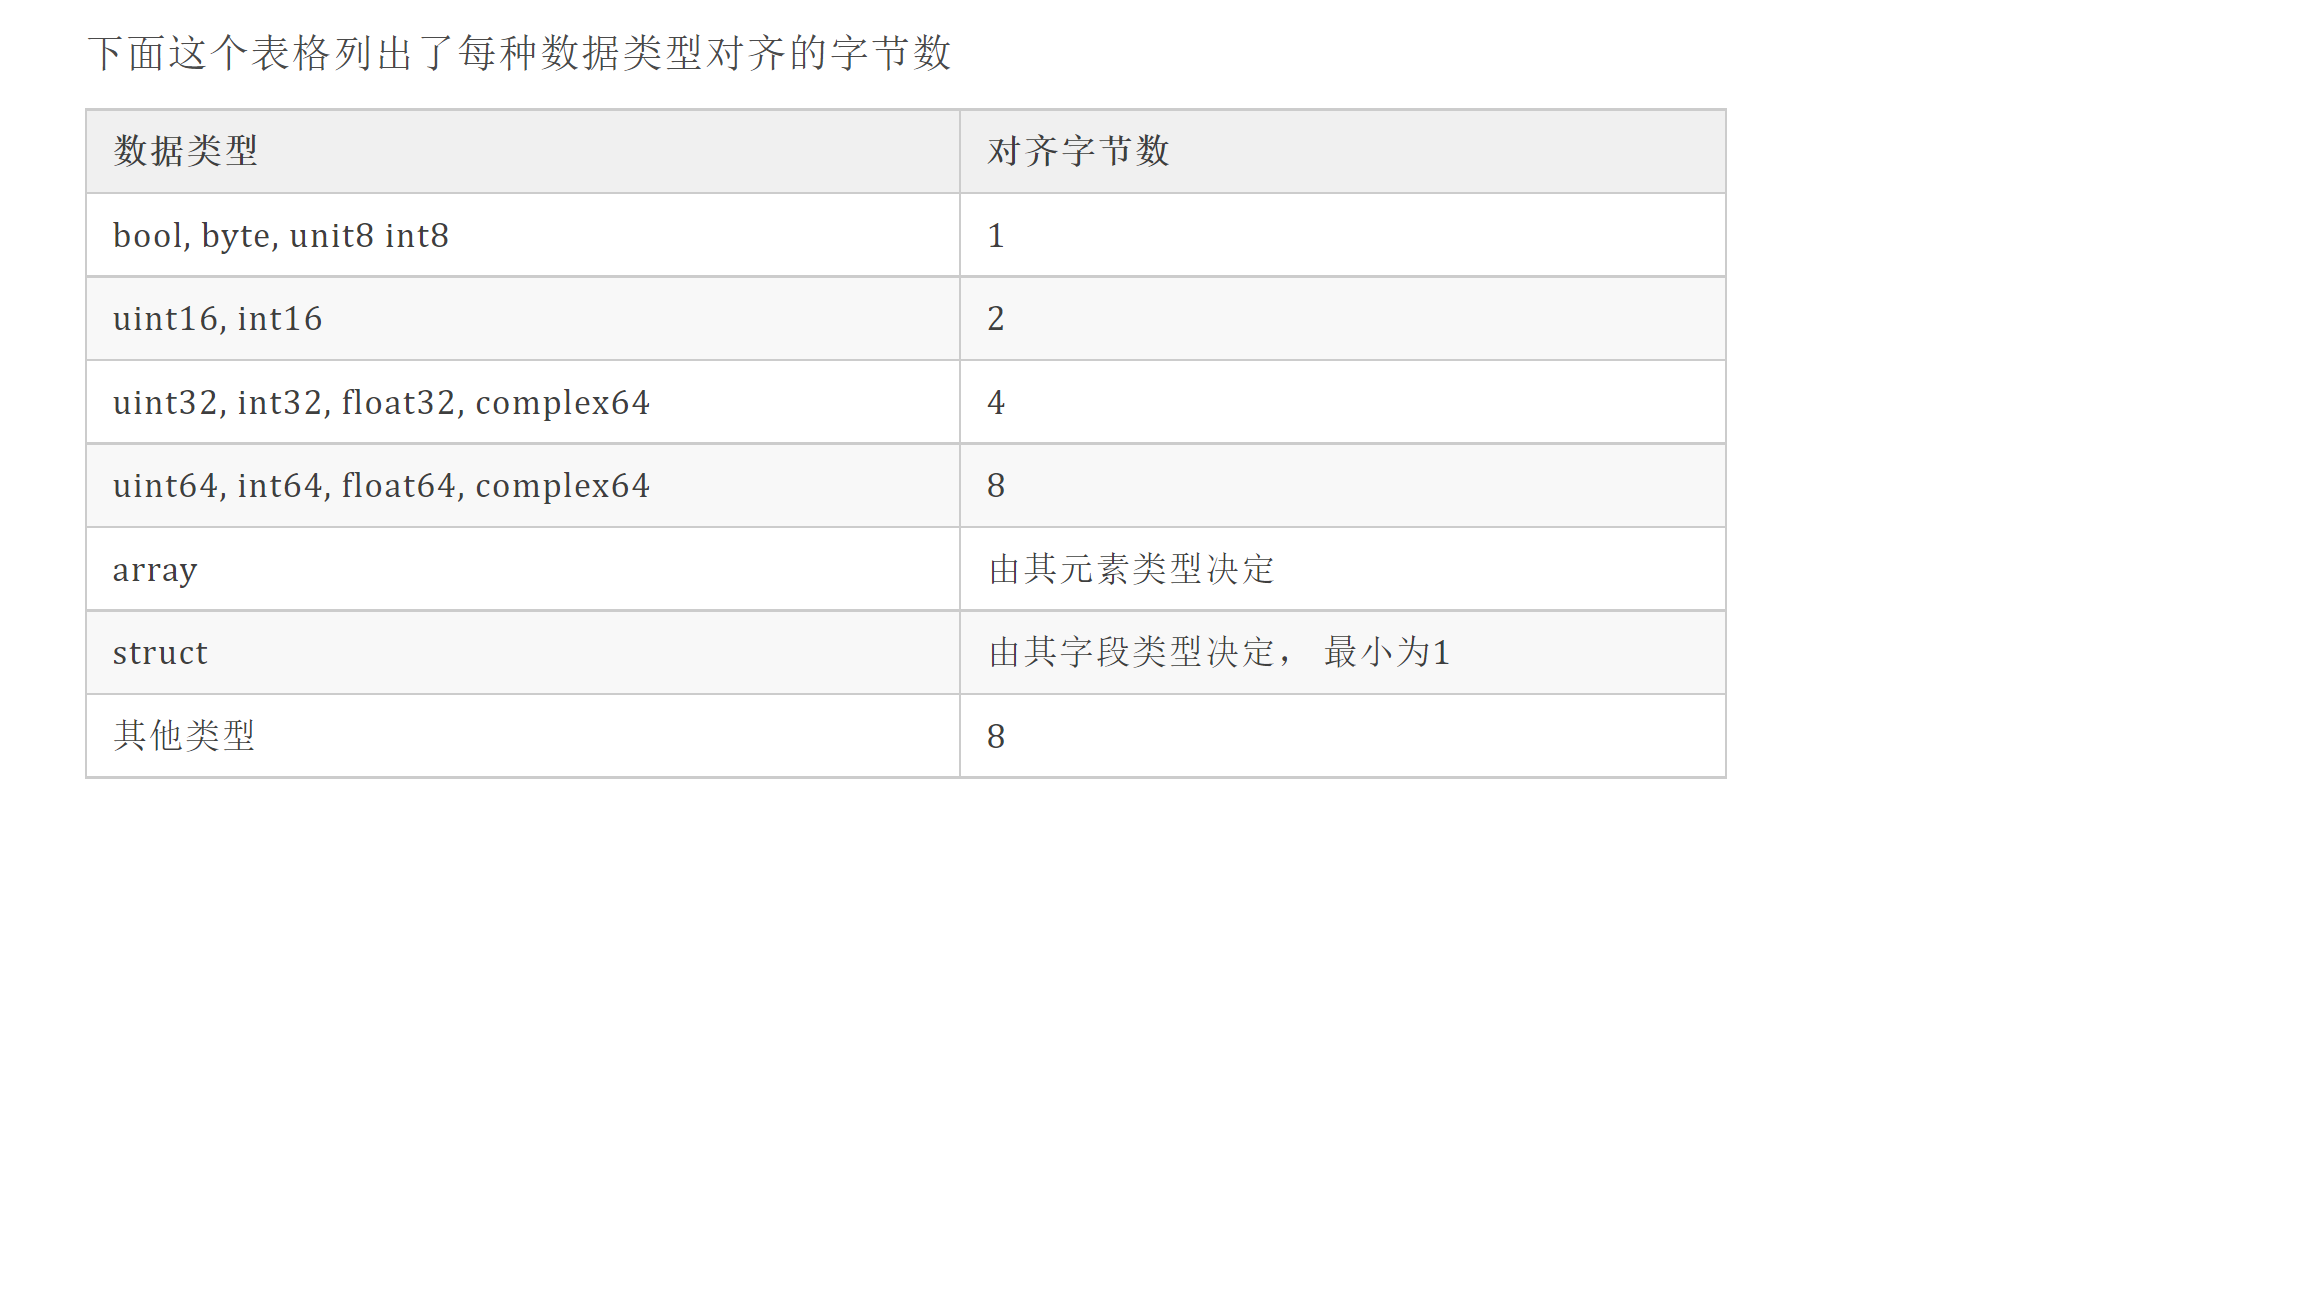 下面这个表格列出了每种数据类型对齐的字节数
数据类型 对齐字节数
bool, byte, unit8 int8 1
uint16, int16 2
uint32, int32, float32, complex64 4
uint64, int64, float64, complex64 8
array 由其元素类型决定
struct 由其字段类型决定， 最小为1
其他类型 8